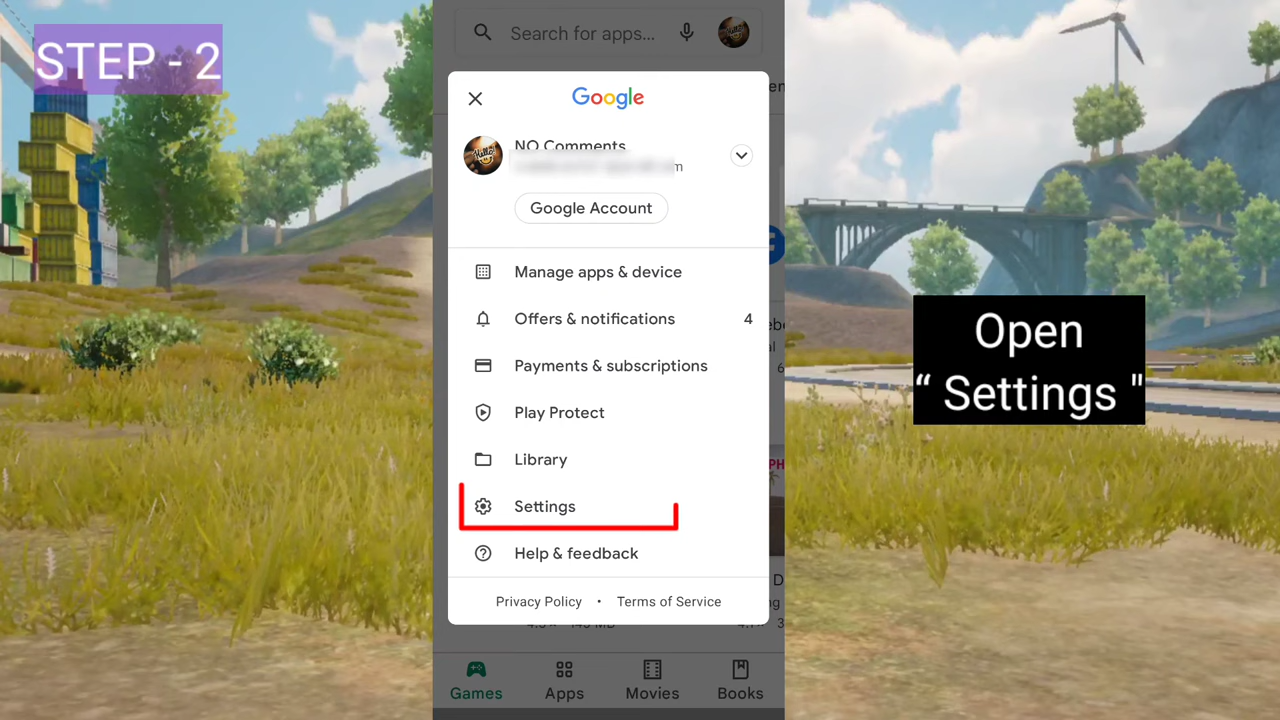 STEP - 2
Search for apps...
Google
NO Comments
m
Google Account
Manage apps & device
Offers & notifications 4
Payments & subscriptions
Play Protect
Library
Settings
Help & feedback
Privacy Policy • Terms of Service
Games Apps Movies Books
Open
“ Settings "